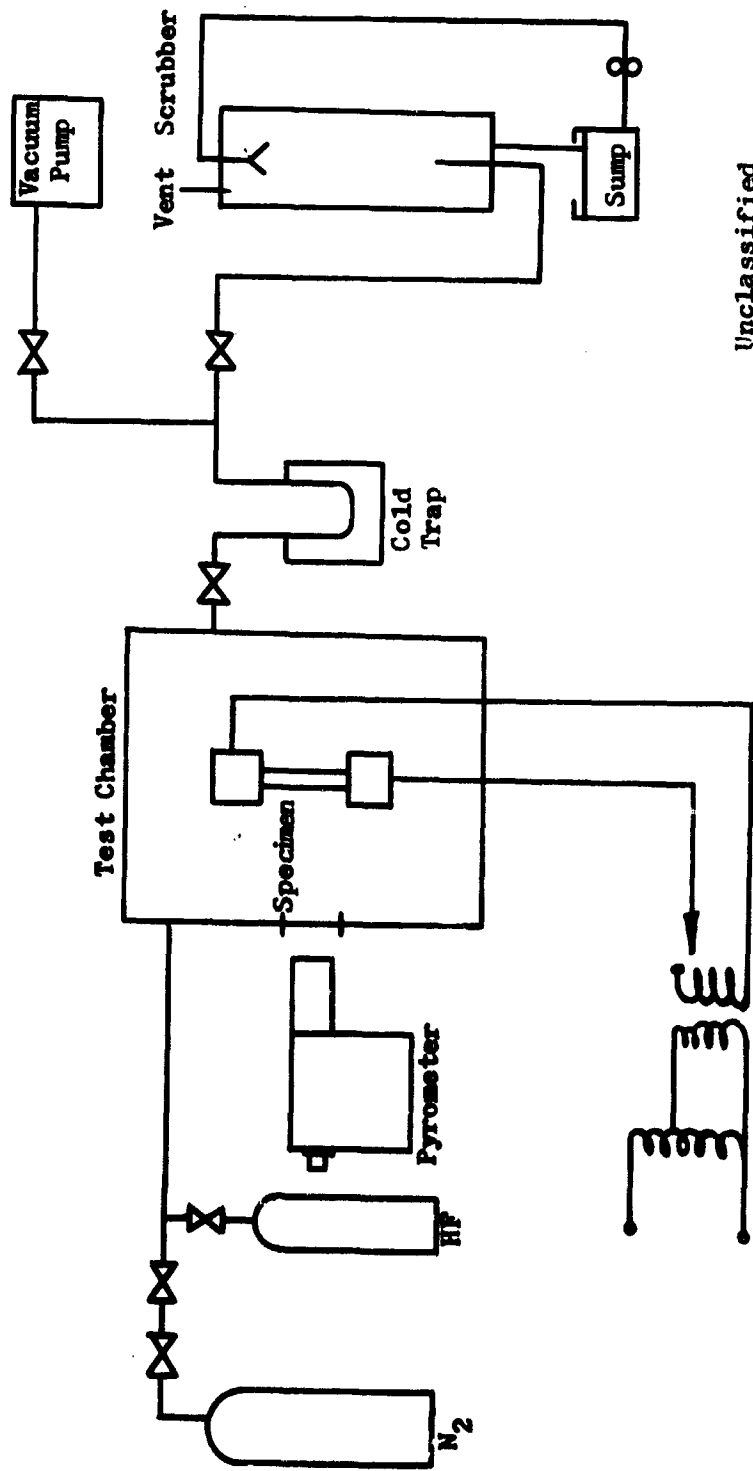 Vacuum
Pump
Vent Scrubber
Sump
Unclassified
Cold
Trap
Test Chamber
Specimen
Pyrometer
HF
N2